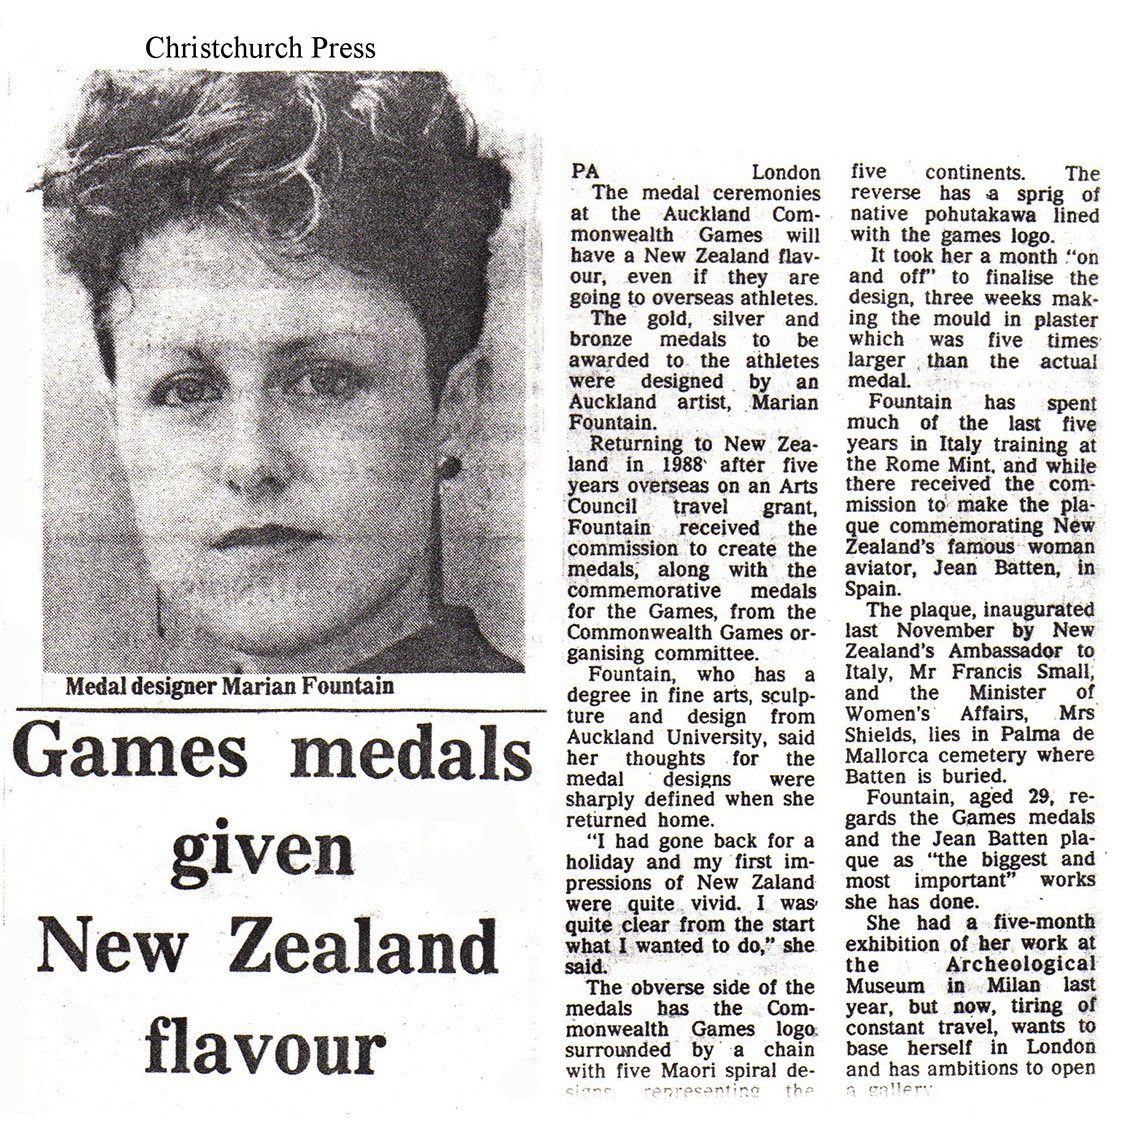 Christchurch Press
Medal designer Marian Fountain
Games medals
given
New Zealand
flavour
PA London
The medal ceremonies
at the Auckland Com-
monwealth Games will
have a New Zealand flav-
our, even if they are
going to overseas athletes.
The gold, silver and
bronze medals to be
awarded to the athletes
were designed by an
Auckland artist, Marian
Fountain.
Returning to New Zea-
land in 1988 after five
years overseas on an Arts
Council travel grant,
Fountain received the
commission to create the
medals, along with the
commemorative medals
for the Games, from the
Commonwealth Games or-
ganising committee.
Fountain, who has a
degree in fine arts, sculp-
ture and design from
Auckland University, said
her thoughts for the
medal designs were
sharply defined when she
returned home.
"I had gone back for a
holiday and my first im-
pressions of New Zaland
were quite vivid. I was
quite clear from the start
what I wanted to do," she
said.
The obverse side of the
medals has the Com-
monwealth Games logo
surrounded by a chain
with five Maori spiral de-
signs, representing the
five continents. The
reverse has a sprig of
native pohutakawa lined
with the games logo.
It took her a month "on
and off" to finalise the
design, three weeks mak-
ing the mould in plaster
which was five times
larger than the actual
medal.
Fountain has spent
much of the last five
years in Italy training at
the Rome Mint, and while
there received the com-
mission to make the pla-
que commemorating New
Zealand's famous woman
aviator, Jean Batten, in
Spain.
The plaque, inaugurated
last November by New
Zealand's Ambassador to
Italy, Mr Francis Small,
and the Minister of
Women's Affairs, Mrs
Shields, lies in Palma de
Mallorca cemetery where
Batten is buried.
Fountain, aged 29, re-
gards the Games medals
and the Jean Batten pla-
que as "the biggest and
most important" works
she has done.
She had a five-month
exhibition of her work at
the Archeological
Museum in Milan last
year, but now, tiring of
constant travel, wants to
base herself in London
and has ambitions to open
a gallery.